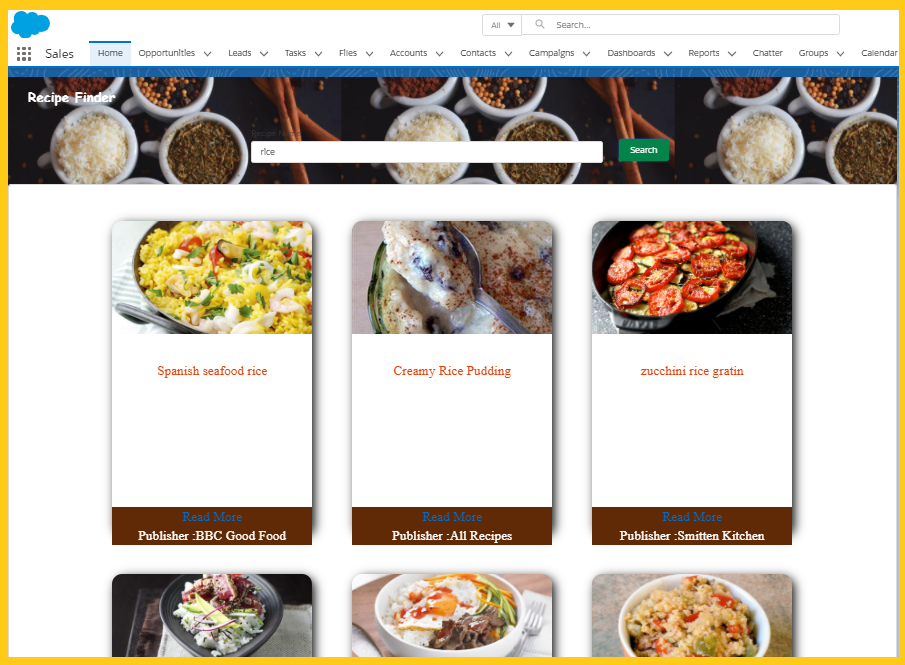 All Search...
Sales Home Opportunities Leads Tasks Files Accounts Contacts Campaigns Dashboards Reports Chatter Groups Calendar
Recipe Finder
Recipe Name
rice Search
Spanish seafood rice Creamy Rice Pudding zucchini rice gratin
Read More Read More Read More
Publisher :BBC Good Food Publisher :All Recipes Publisher :Smitten Kitchen